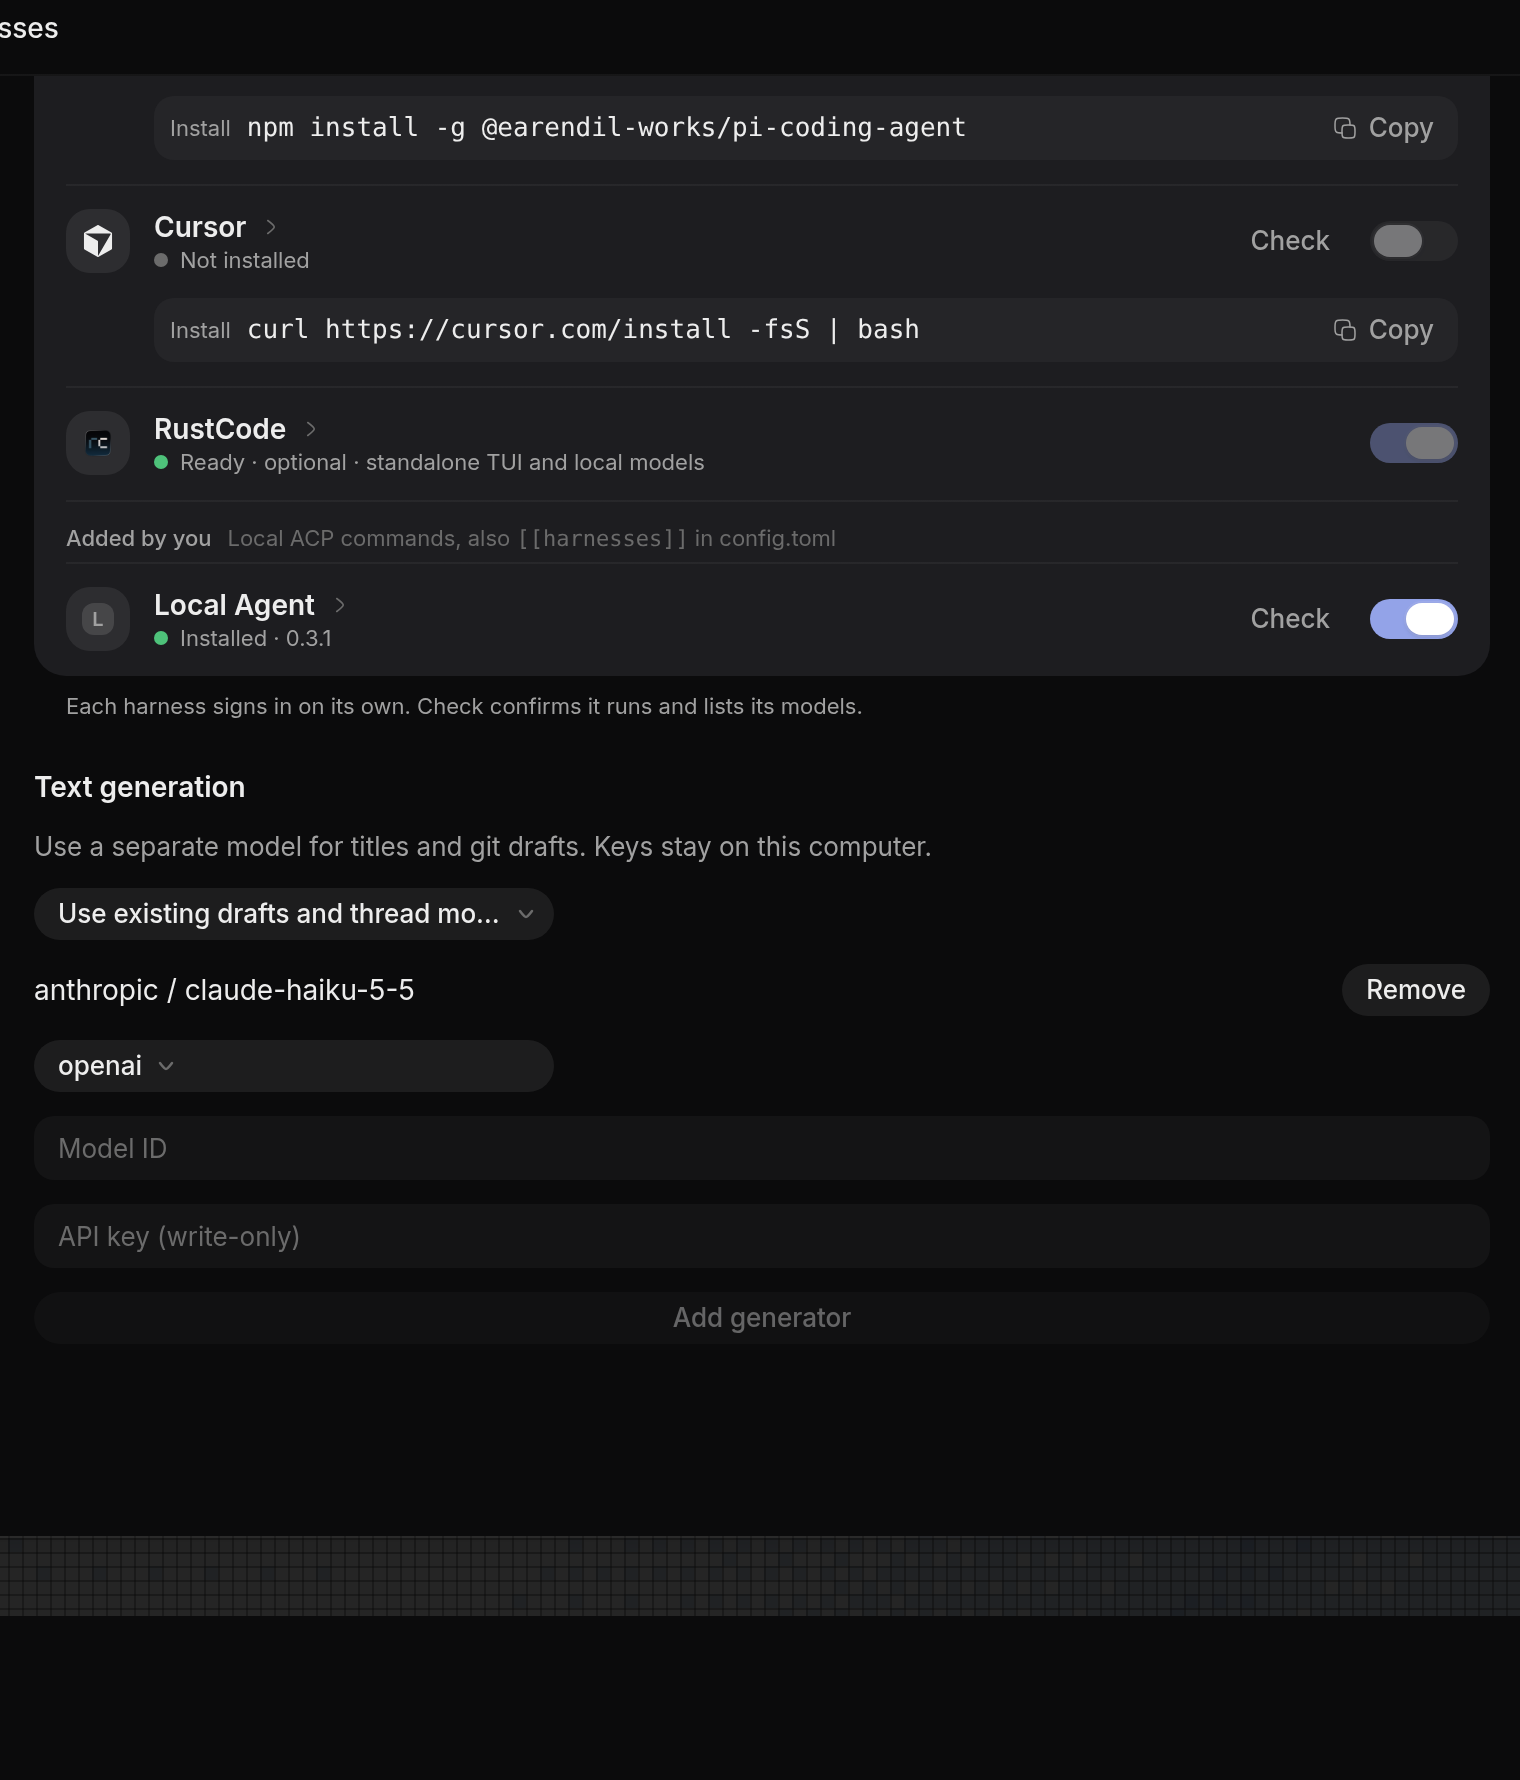 sses
Install npm install -g @earendil-works/pi-coding-agent Copy
Cursor
Check
Not installed
Install curl https://cursor.com/install -fsS | bash Copy
RustCode
Ready · optional · standalone TUI and local models
Added by you Local ACP commands, also [[harnesses]] in config.toml
L
Local Agent
Check
Installed · 0.3.1
Each harness signs in on its own. Check confirms it runs and lists its models.
Text generation
Use a separate model for titles and git drafts. Keys stay on this computer.
Use existing drafts and thread mo...
anthropic / claude-haiku-5-5 Remove
openai
Model ID
API key (write-only)
Add generator